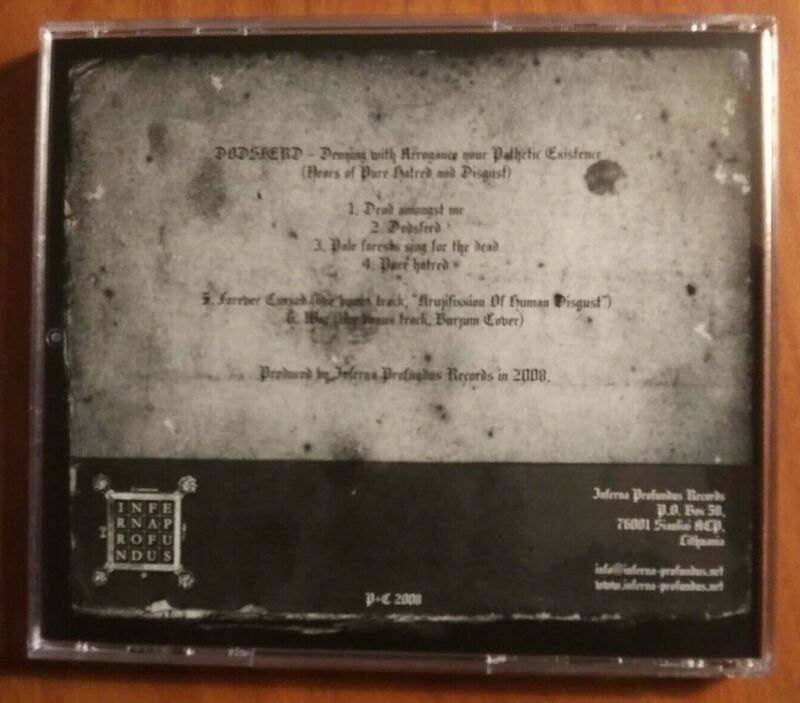 DODSFERD - Denying with Arrogance your Pathetic Existence
(Years of Pure Hatred and Disgust)
1. Dead amongst me
2. Dodsferd
3. Pale forests sing for the dead
4. Pure hatred
5. Forever Cursed (live bonus track, "Krujifixxion Of Human Disgust")
6. War (live bonus track, Burzum Cover)
Produced by Inferna Profundus Records in 2008.
INFE
RNAP
ROFU
NDUS
Inferna Profundus Records
P.O. Box 50,
76001 Siauliai ACP,
Lithuania
info@inferna-profundus.net
www.inferna-profundus.net
P+C 2008